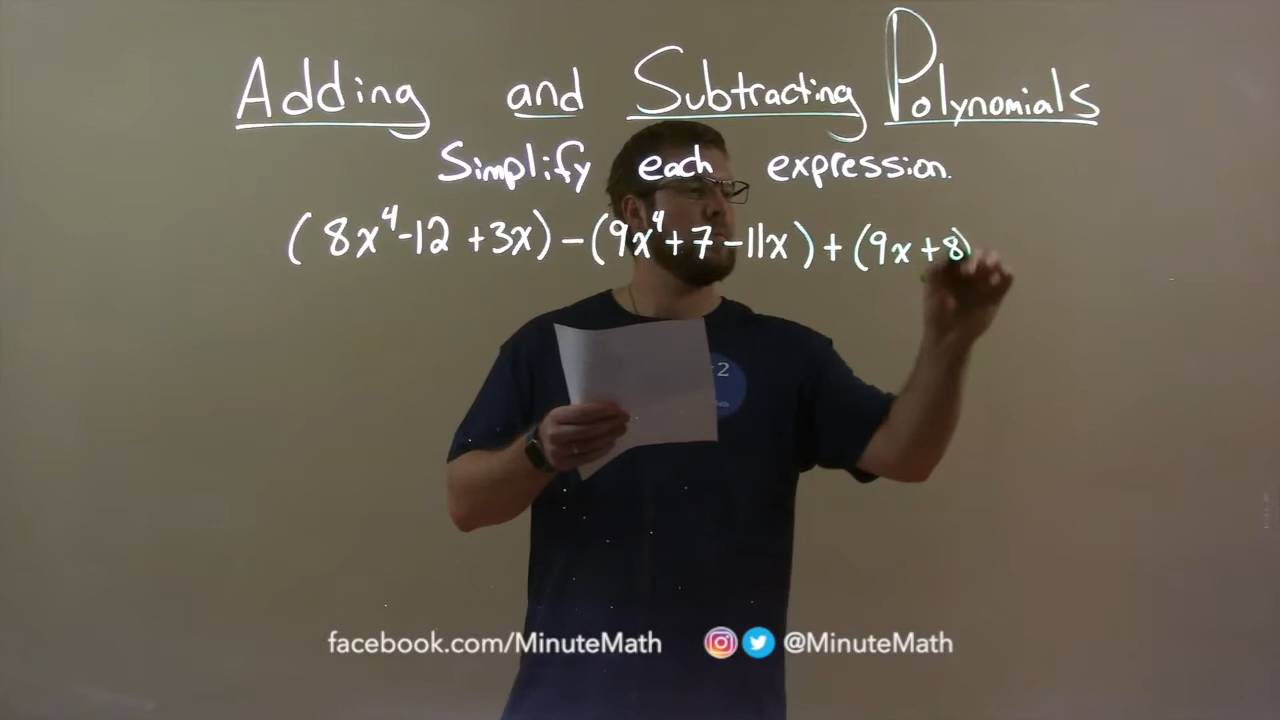 Adding and Subtracting Polynomials
Simplify each expression.
(8x⁴-12+3x)-(9x⁴+7-11x)+(9x+8)
2
facebook.com/MinuteMath @MinuteMath